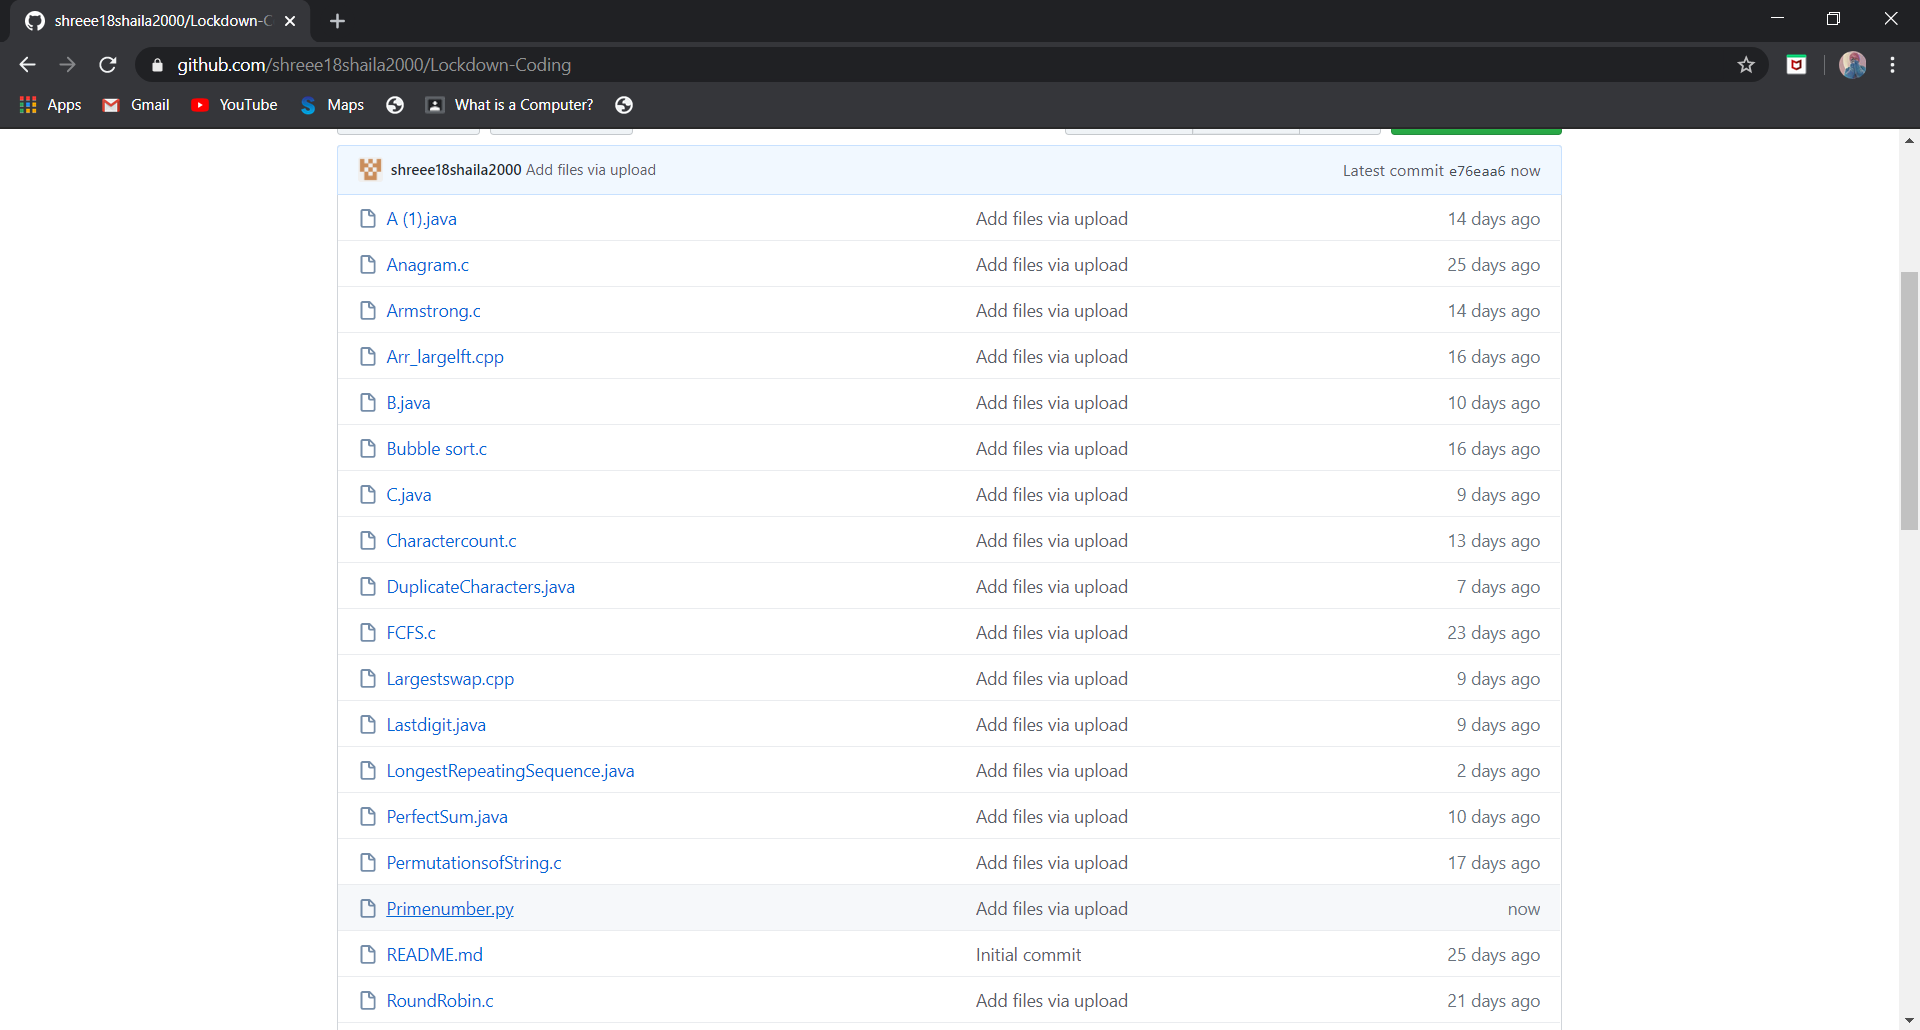 shreee18shaila2000/Lockdown-C
github.com/shreee18shaila2000/Lockdown-Coding
Apps Gmail YouTube Maps What is a Computer?
shreee18shaila2000 Add files via upload Latest commit e76eaa6 now
A (1).java Add files via upload 14 days ago
Anagram.c Add files via upload 25 days ago
Armstrong.c Add files via upload 14 days ago
Arr_largelft.cpp Add files via upload 16 days ago
B.java Add files via upload 10 days ago
Bubble sort.c Add files via upload 16 days ago
C.java Add files via upload 9 days ago
Charactercount.c Add files via upload 13 days ago
DuplicateCharacters.java Add files via upload 7 days ago
FCFS.c Add files via upload 23 days ago
Largestswap.cpp Add files via upload 9 days ago
Lastdigit.java Add files via upload 9 days ago
LongestRepeatingSequence.java Add files via upload 2 days ago
PerfectSum.java Add files via upload 10 days ago
PermutationsofString.c Add files via upload 17 days ago
Primenumber.py Add files via upload now
README.md Initial commit 25 days ago
RoundRobin.c Add files via upload 21 days ago